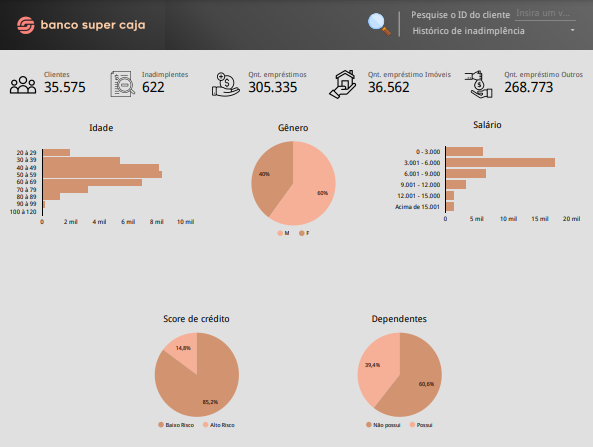 banco super caja
Pesquise o ID do cliente
Insira um v...
Histórico de inadimplência
Clientes
35.575
Inadimplentes
622
Qnt. empréstimos
305.335
Qnt. empréstimo Imóveis
36.562
Qnt. empréstimo Outros
268.773
Idade
20 à 29
30 à 39
40 à 49
50 à 59
60 à 69
70 à 79
80 à 89
90 à 99
100 à 120
0 2 mil 4 mil 6 mil 8 mil 10 mil
Gênero
40%
60%
M F
Salário
0 - 3.000
3.001 - 6.000
6.001 - 9.000
9.001 - 12.000
12.001 - 15.000
Acima de 15.001
0 5 mil 10 mil 15 mil 20 mil
Score de crédito
14,8%
85,2%
Baixo Risco Alto Risco
Dependentes
39,4%
60,6%
Não possui Possui